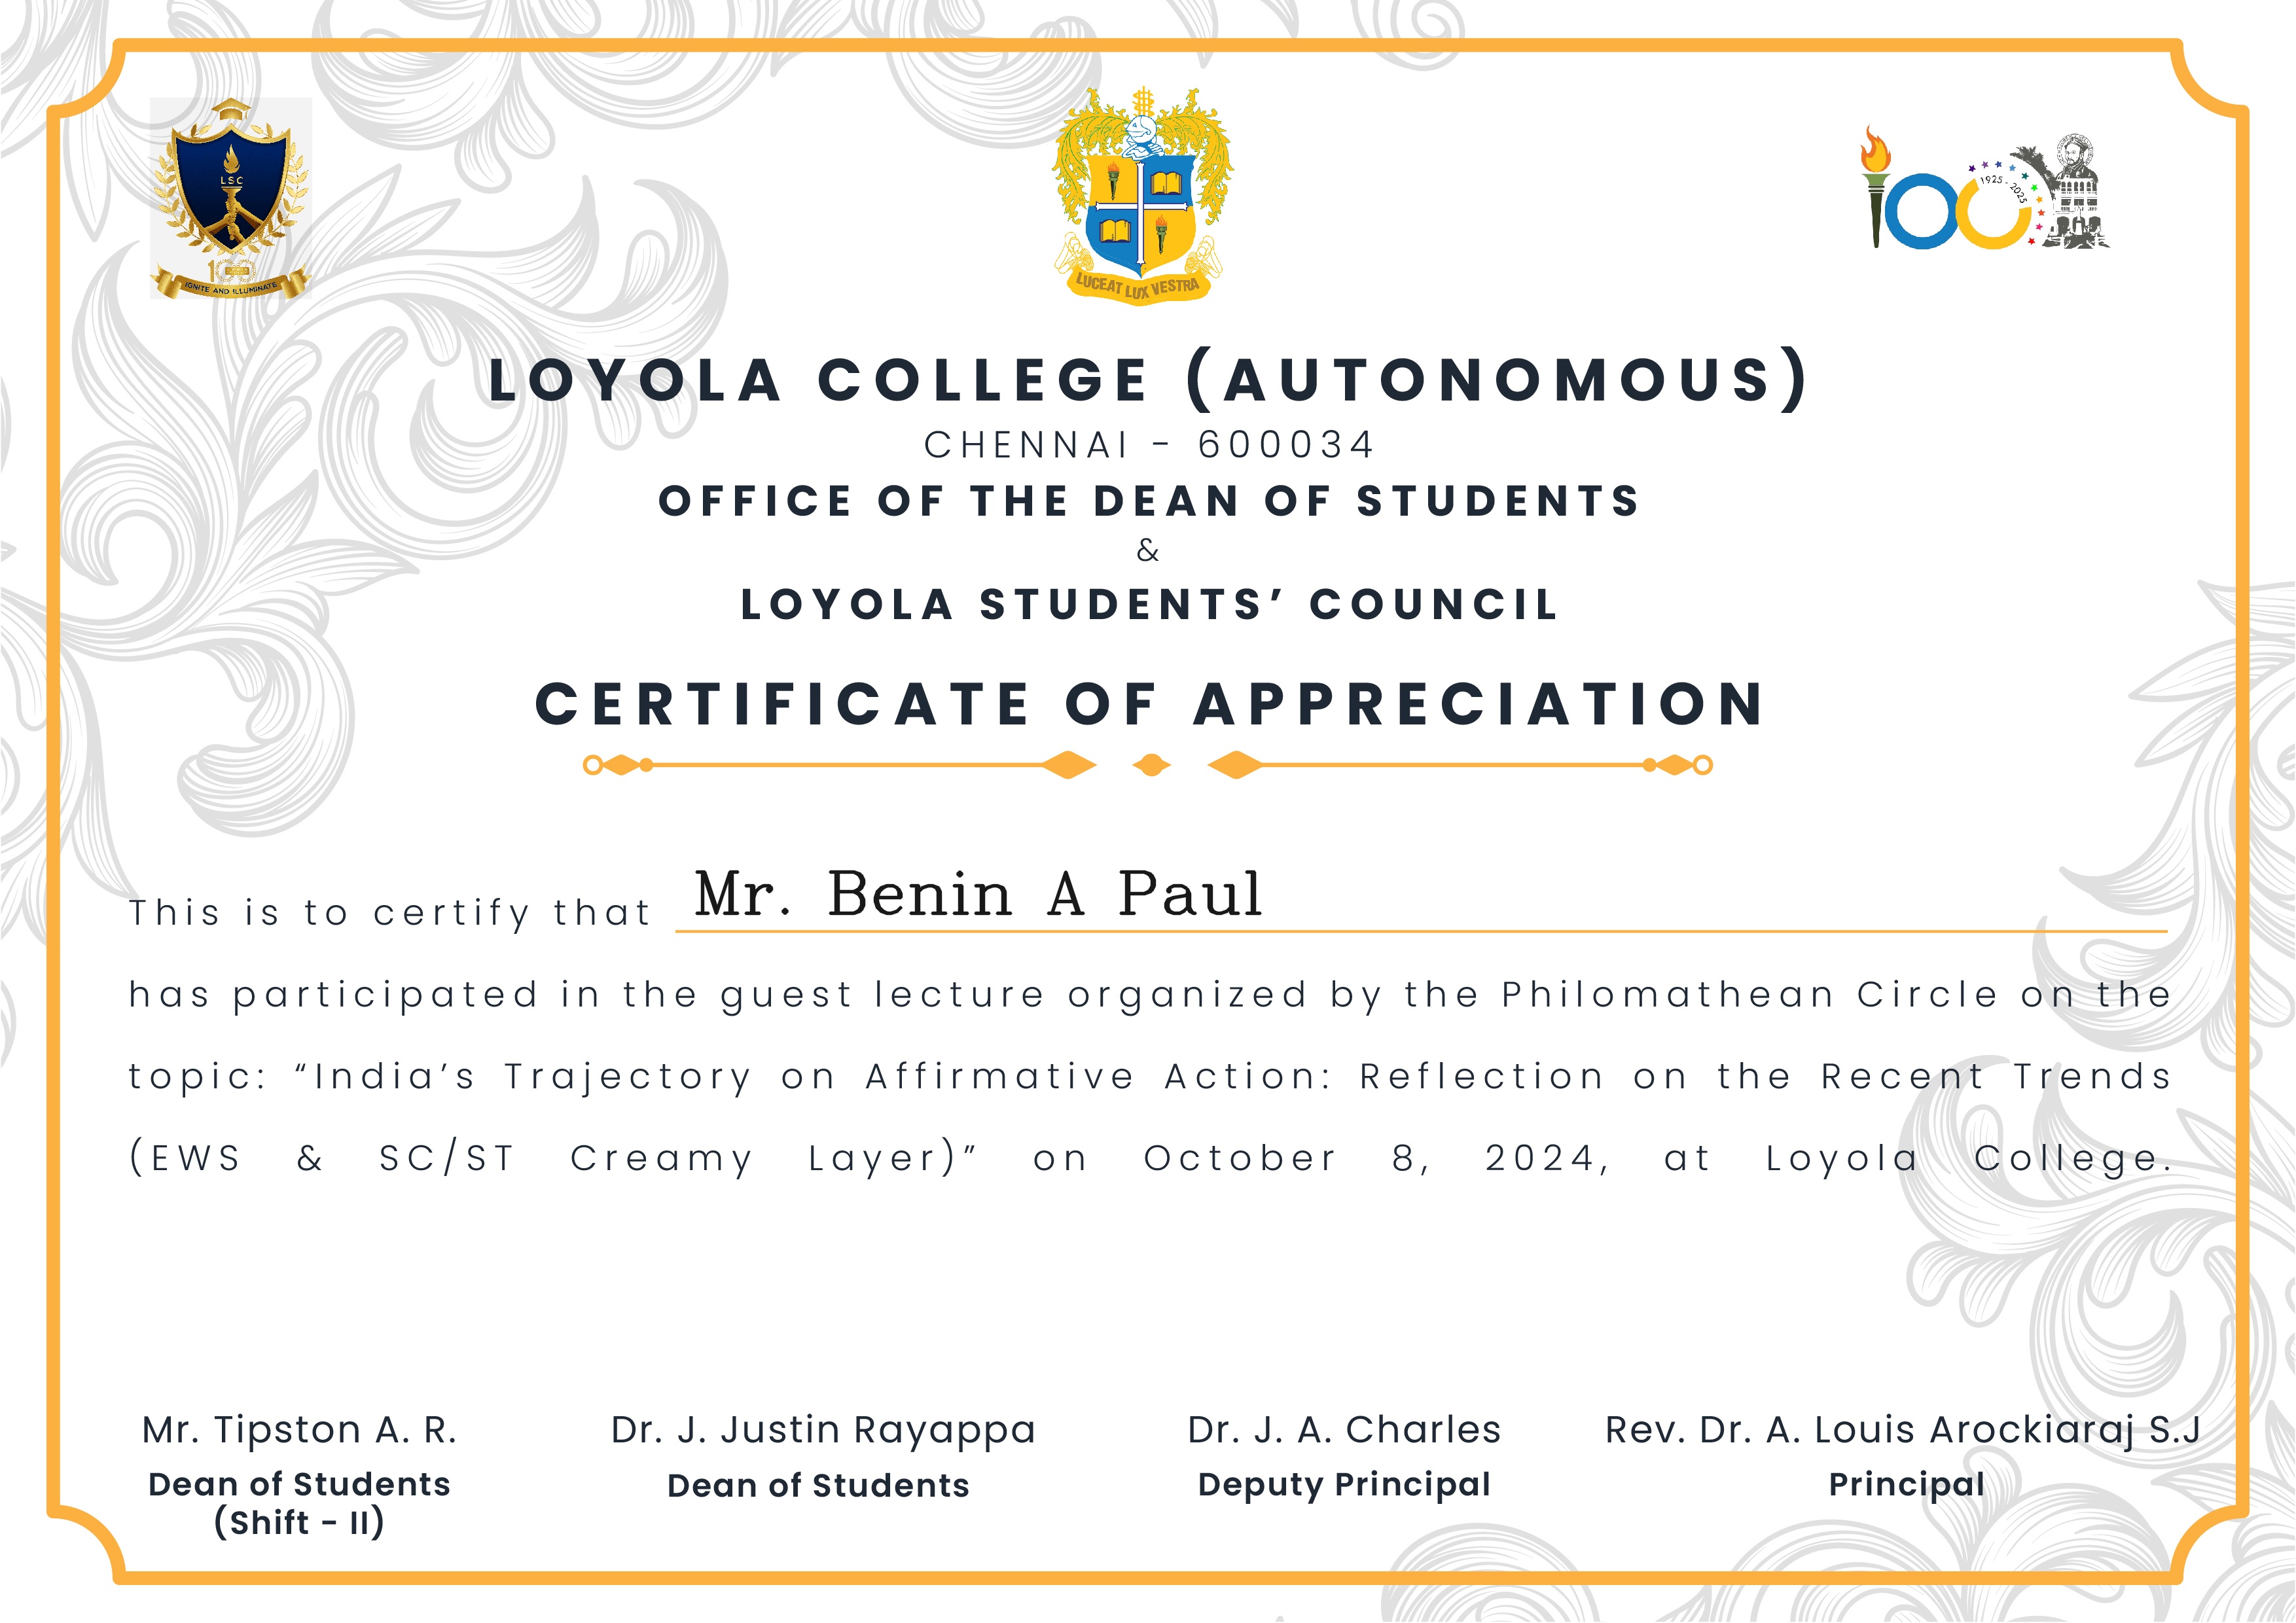 LSC
100
IGNITE AND ILLUMINATE
LUCEAT LUX VESTRA
100
1925 - 2025
LOYOLA COLLEGE (AUTONOMOUS)
CHENNAI - 600034
OFFICE OF THE DEAN OF STUDENTS
&
LOYOLA STUDENTS’ COUNCIL
CERTIFICATE OF APPRECIATION
This is to certify that Mr. Benin A Paul
has participated in the guest lecture organized by the Philomathean Circle on the
topic: “India’s Trajectory on Affirmative Action: Reflection on the Recent Trends
(EWS & SC/ST Creamy Layer)” on October 8, 2024, at Loyola College.
Mr. Tipston A. R.
Dean of Students
(Shift - II)
Dr. J. Justin Rayappa
Dean of Students
Dr. J. A. Charles
Deputy Principal
Rev. Dr. A. Louis Arockiaraj S.J
Principal